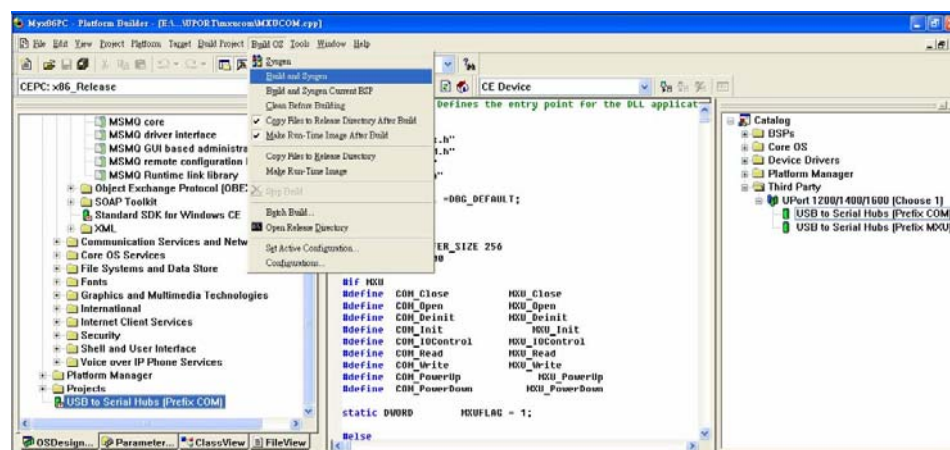 Myx86PC - Platform Builder - [E:\...\UPORT\mxucom\MXUCOM.cpp]
File Edit View Project Platform Target Build Project Build OS Tools Window Help
CEPC: x86_Release
CE Device
Sysgen
Build and Sysgen
Build and Sysgen Current BSP
Clean Before Building
Copy Files to Release Directory After Build
Make Run-Time Image After Build
Copy Files to Release Directory
Make Run-Time Image
Stop Build
Batch Build...
Open Release Directory
Set Active Configuration...
Configurations...
MSMQ core
MSMQ driver interface
MSMQ GUI based administra
MSMQ remote configuration
MSMQ Runtime link library
Object Exchange Protocol (OBE
SOAP Toolkit
Standard SDK for Windows CE
XML
Communication Services and Netw
Core OS Services
File Systems and Data Store
Fonts
Graphics and Multimedia Technologies
International
Internet Client Services
Security
Shell and User Interface
Voice over IP Phone Services
Platform Manager
Projects
USB to Serial Hubs (Prefix COM)
OSDesign... Parameter... ClassView FileView
Defines the entry point for the DLL applicat
.h"
.h"
"
=DBG_DEFAULT;
ER_SIZE 256
#if MXU
#define COM_Close MXU_Close
#define COM_Open MXU_Open
#define COM_Deinit MXU_Deinit
#define COM_Init MXU_Init
#define COM_IOControl MXU_IOControl
#define COM_Read MXU_Read
#define COM_Write MXU_Write
#define COM_PowerUp MXU_PowerUp
#define COM_PowerDown MXU_PowerDown
static DWORD MXUFLAG = 1;
#else
Catalog
BSPs
Core OS
Device Drivers
Platform Manager
Third Party
UPort 1200/1400/1600 (Choose 1)
USB to Serial Hubs (Prefix COM
USB to Serial Hubs (Prefix MXU